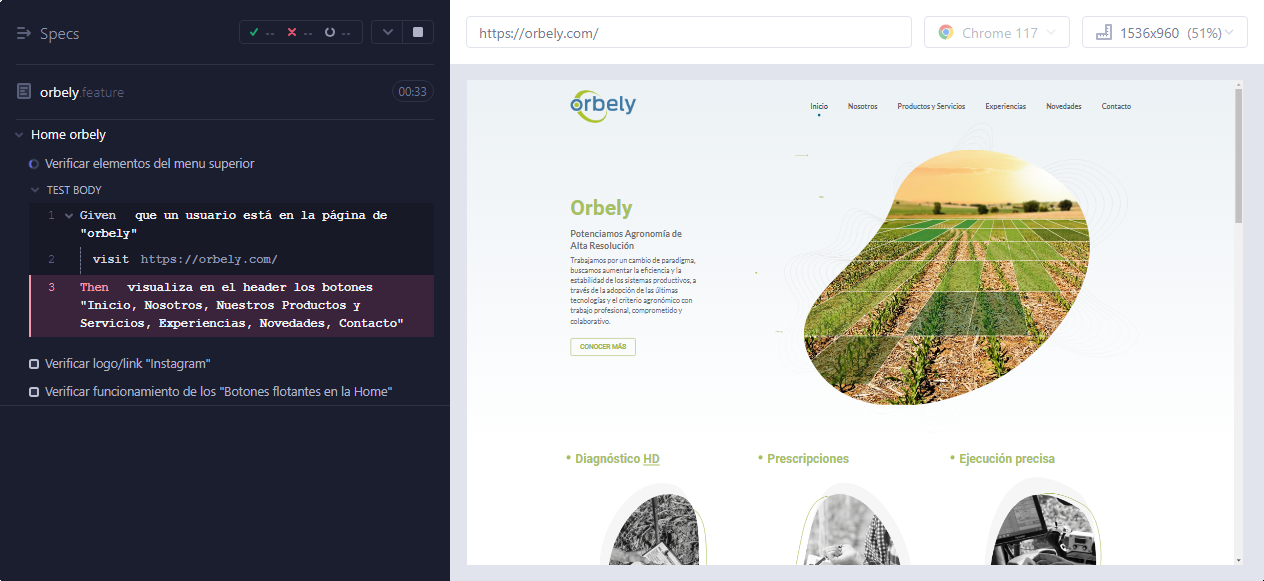 Specs
-- -- --
orbely.feature
00:33
Home orbely
Verificar elementos del menu superior
TEST BODY
1 Given que un usuario está en la página de
"orbely"
2 visit https://orbely.com/
3 Then visualiza en el header los botones
"Inicio, Nosotros, Nuestros Productos y
Servicios, Experiencias, Novedades, Contacto"
Verificar logo/link "Instagram"
Verificar funcionamiento de los "Botones flotantes en la Home"
https://orbely.com/
Chrome 117
1536x960 (51%)
orbely
Inicio Nosotros Productos y Servicios Experiencias Novedades Contacto
Orbely
Potenciamos Agronomía de
Alta Resolución
Trabajamos por un cambio de paradigma,
buscamos aumentar la eficiencia y la
estabilidad de los sistemas productivos, a
través de la adopción de las últimas
tecnologías y el criterio agronómico con
trabajo profesional, comprometido y
colaborativo.
CONOCER MÁS
• Diagnóstico HD
• Prescripciones
• Ejecución precisa